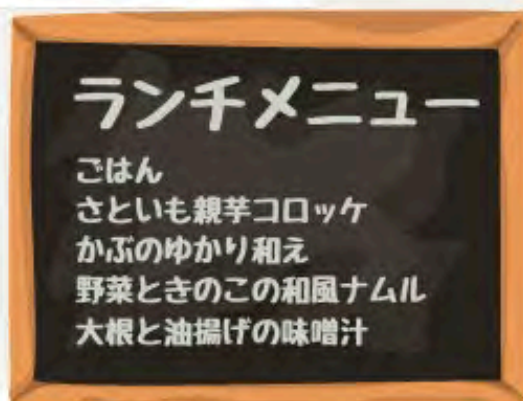 ランチメニュー
ごはん
さといも親芋コロッケ
かぶのゆかり和え
野菜ときのこの和風ナムル
大根と油揚げの味噌汁